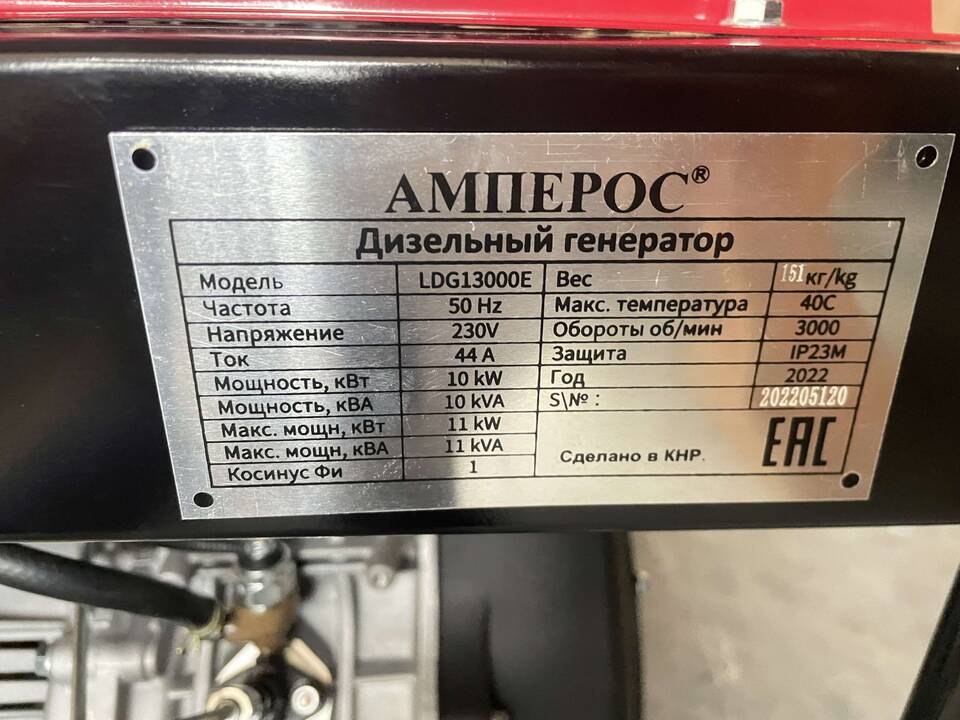 АМПЕРОС®
Дизельный генератор
Модель LDG13000E Вес 151кг/kg
Частота 50 Hz Макс. температура 40C
Напряжение 230V Обороты об/мин 3000
Ток 44 A Защита IP23M
Мощность, кВт 10 kW Год 2022
Мощность, кВА 10 kVA S\№ : 202205120
Макс. мощн, кВт 11 kW
Макс. мощн, кВА 11 kVA
Косинус Фи 1
Сделано в КНР. EAC